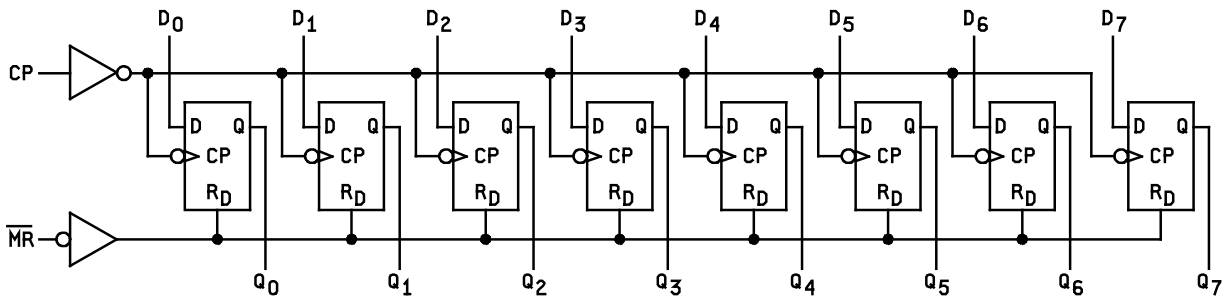 D0 D1 D2 D3 D4 D5 D6 D7
CP
D Q D Q D Q D Q D Q D Q D Q D Q
CP CP CP CP CP CP CP CP
RD RD RD RD RD RD RD RD
M̅R̅
Q0 Q1 Q2 Q3 Q4 Q5 Q6 Q7